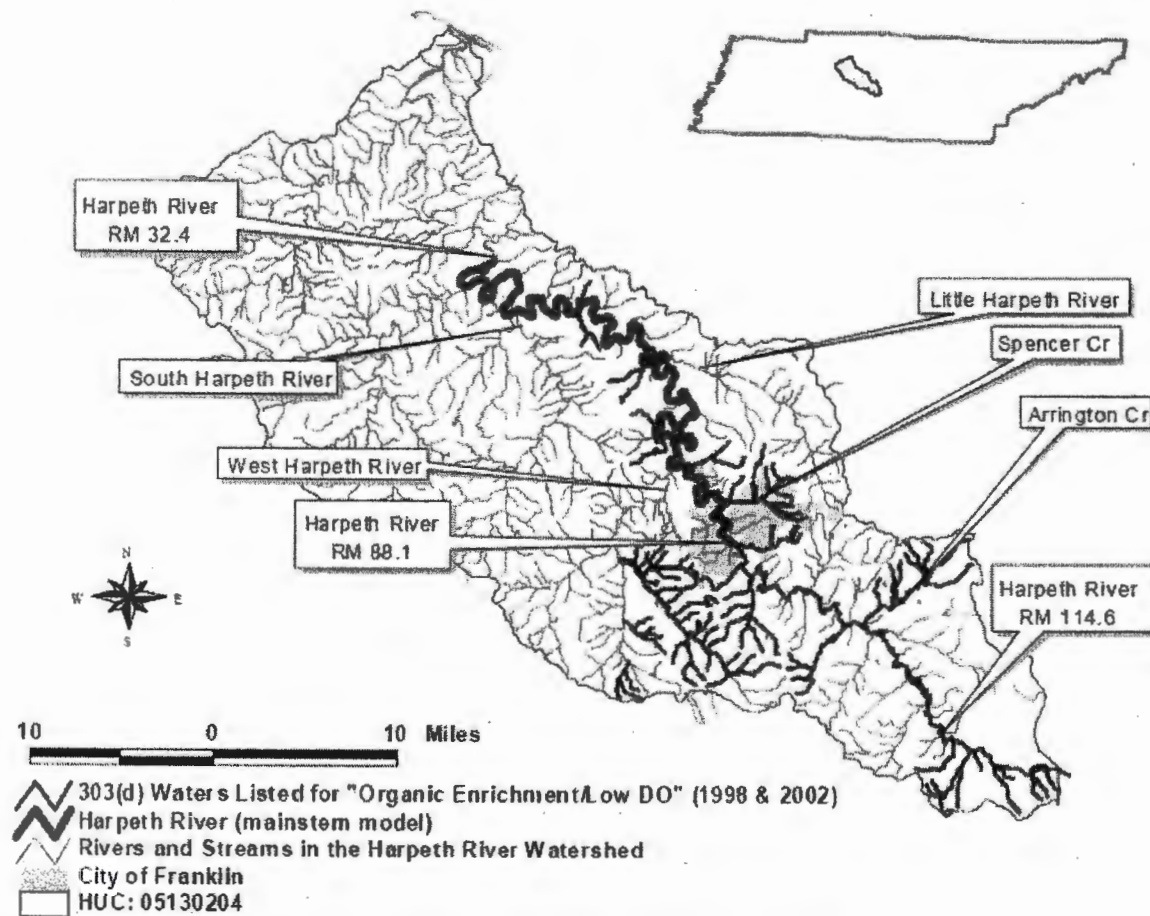 Harpeth River
RM 32.4
Little Harpeth River
Spencer Cr
South Harpeth River
Arrington Cr
West Harpeth River
Harpeth River
RM 88.1
Harpeth River
RM 114.6
N
W E
S
10 0 10 Miles
303(d) Waters Listed for "Organic Enrichment/Low DO" (1998 & 2002)
Harpeth River (mainstem model)
Rivers and Streams in the Harpeth River Watershed
City of Franklin
HUC: 05130204